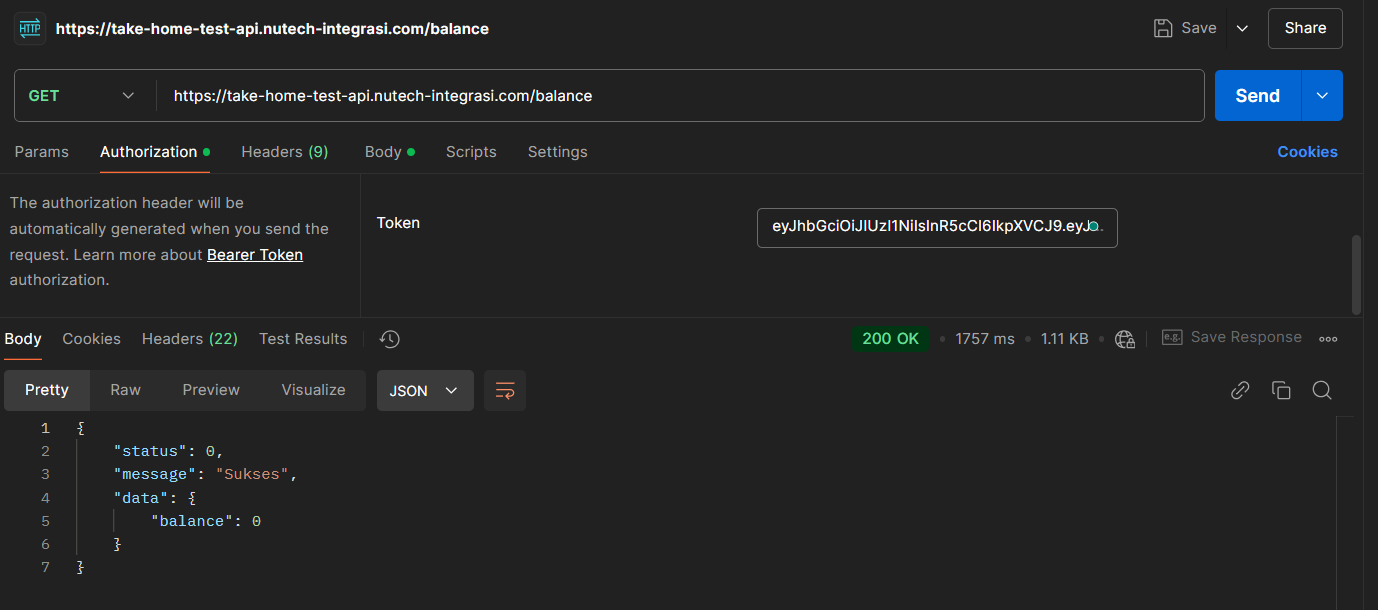 HTTP https://take-home-test-api.nutech-integrasi.com/balance Save Share
GET https://take-home-test-api.nutech-integrasi.com/balance Send
Params Authorization Headers (9) Body Scripts Settings Cookies
The authorization header will be
automatically generated when you send the
request. Learn more about Bearer Token
authorization.
Token eyJhbGciOiJIUzI1NiIsInR5cCI6IkpXVCJ9.eyJ
Body Cookies Headers (22) Test Results 200 OK • 1757 ms • 1.11 KB • e.g. Save Response
Pretty Raw Preview Visualize JSON
1 {
2 "status": 0,
3 "message": "Sukses",
4 "data": {
5 "balance": 0
6 }
7 }